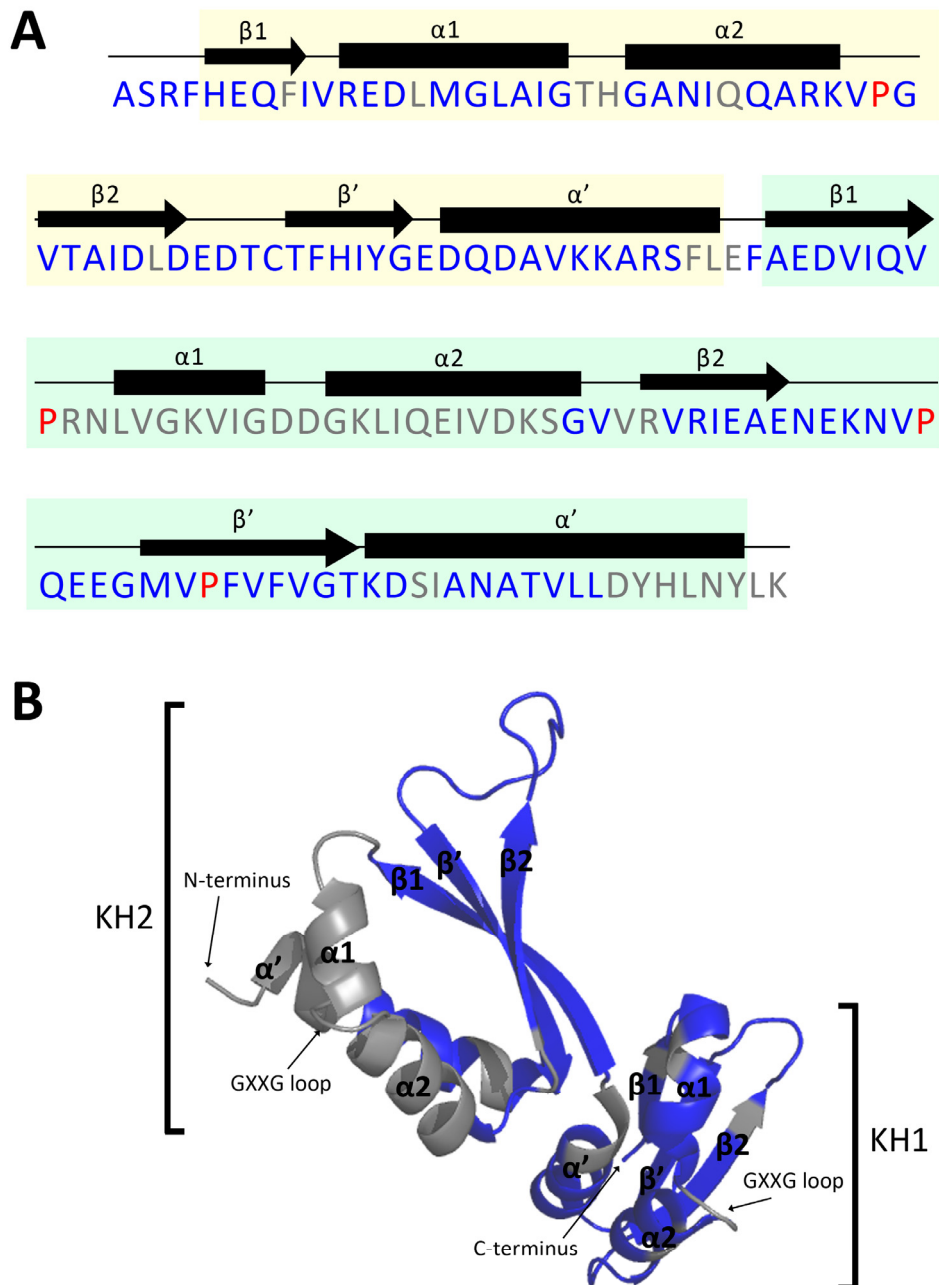 A
β1 α1 α2
ASRFHEQFIVREDLMGLAIGTHGANIQQARKVPG
β2 β’ α’ β1
VTAIDLDEDTCTFHIYGEDQDAVKKARSFLEFAEDVIQV
α1 α2 β2
PRNLVGKVIGDDGKLIQEIVDKSGVVRVRIEAENEKNVP
β’ α’
QEEGMVPFVFVGTKDSIANATVLLDYHLNYLK
B
N-terminus
KH2
β1 β’ β2
α’ α1
GXXG loop
α2
β1 α1
β2
KH1
α’ β’
GXXG loop
α2
C-terminus